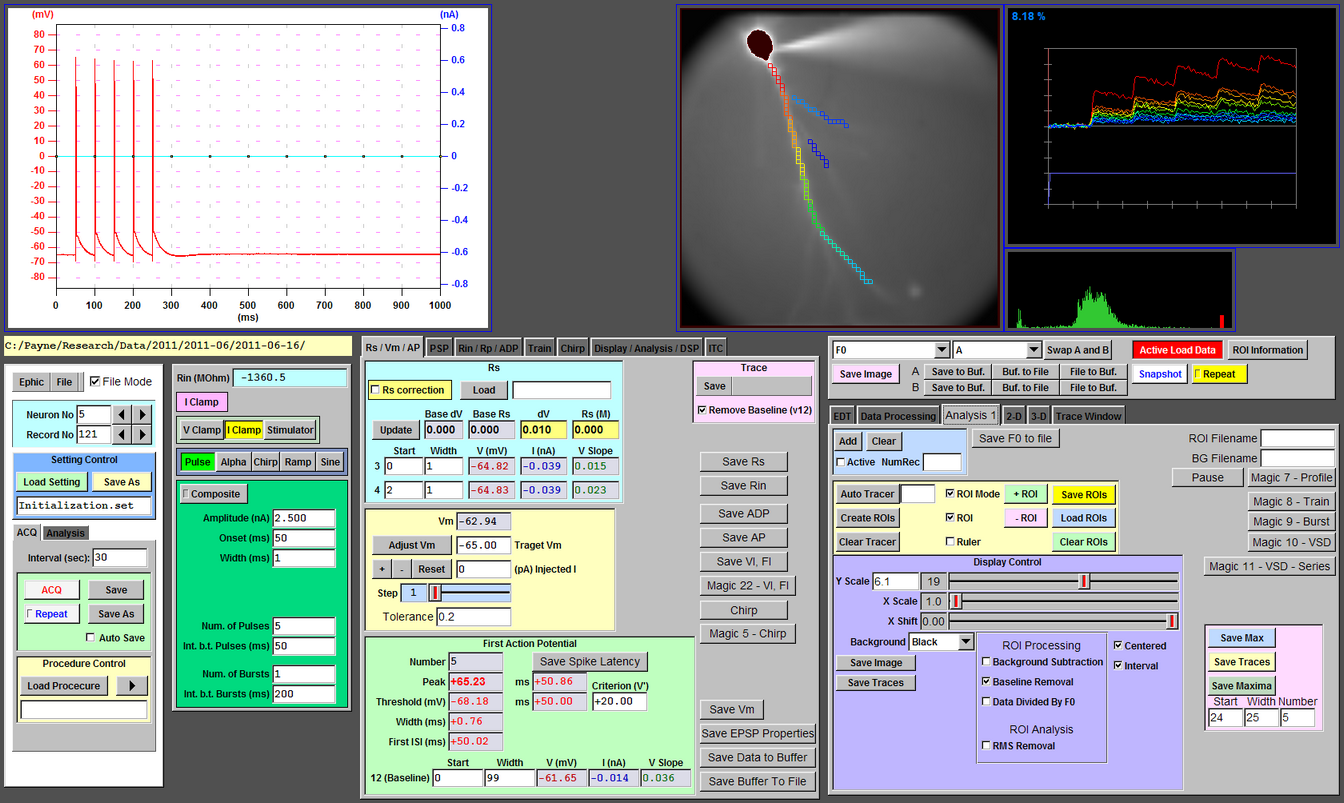 (mV)
(nA)
80
70
60
50
40
30
20
10
0
-10
-20
-30
-40
-50
-60
-70
-80
0.8
0.6
0.4
0.2
0
-0.2
-0.4
-0.6
-0.8
0 100 200 300 400 500 600 700 800 900 1000
(ms)
8.18 %
C:/Payne/Research/Data/2011/2011-06/2011-06-16/
Ephic File File Mode
Neuron No 5
Record No 121
Setting Control
Load Setting Save As
Initialization.set
ACQ Analysis
Interval (sec): 30
ACQ Save
Repeat Save As
Auto Save
Procedure Control
Load Procecure
Rin (MOhm) -1360.5
I Clamp
V Clamp I Clamp Stimulator
Pulse Alpha Chirp Ramp Sine
Composite
Amplitude (nA) 2.500
Onset (ms) 50
Width (ms) 1
Num. of Pulses 5
Int. b.t. Pulses (ms) 50
Num. of Bursts 1
Int. b.t. Bursts (ms) 200
Rs / Vm / AP PSP Rin / Rp / ADP Train Chirp Display / Analysis / DSP ITC
Rs
Rs correction Load
Base dV Base Rs dV Rs (M)
Update 0.000 0.000 0.010 0.000
Start Width V (mV) I (nA) V Slope
3 0 1 -64.82 -0.039 0.015
4 2 1 -64.83 -0.039 0.023
Vm -62.94
Adjust Vm -65.00 Traget Vm
+ - Reset 0 (pA) Injected I
Step 1
Tolerance 0.2
First Action Potential
Number 5 Save Spike Latency
Peak +65.23 ms +50.86 Criterion (V')
Threshold (mV) -68.18 ms +50.00 +20.00
Width (ms) +0.76
First ISI (ms) +50.02
Start Width V (mV) I (nA) V Slope
12 (Baseline) 0 99 -61.65 -0.014 0.036
Trace
Save
Remove Baseline (v12)
Save Rs
Save Rin
Save ADP
Save AP
Save VI, FI
Magic 22 - VI, FI
Chirp
Magic 5 - Chirp
Save Vm
Save EPSP Properties
Save Data to Buffer
Save Buffer To File
F0 A Swap A and B Active Load Data ROI Information
Save Image A Save to Buf. Buf. to File File to Buf. Snapshot Repeat
B Save to Buf. Buf. to File File to Buf.
EDT Data Processing Analysis 1 2-D 3-D Trace Window
Add Clear Save F0 to file
Active NumRec
ROI Filename
BG Filename
Pause Magic 7 - Profile
Magic 8 - Train
Magic 9 - Burst
Magic 10 - VSD
Magic 11 - VSD - Series
Auto Tracer ROI Mode + ROI Save ROIs
Create ROIs ROI - ROI Load ROIs
Clear Tracer Ruler Clear ROIs
Display Control
Y Scale 6.1 19
X Scale 1.0
X Shift 0.00
Background Black
Save Image
Save Traces
ROI Processing
Background Subtraction
Baseline Removal
Data Divided By F0
ROI Analysis
RMS Removal
Centered
Interval
Save Max
Save Traces
Save Maxima
Start Width Number
24 25 5